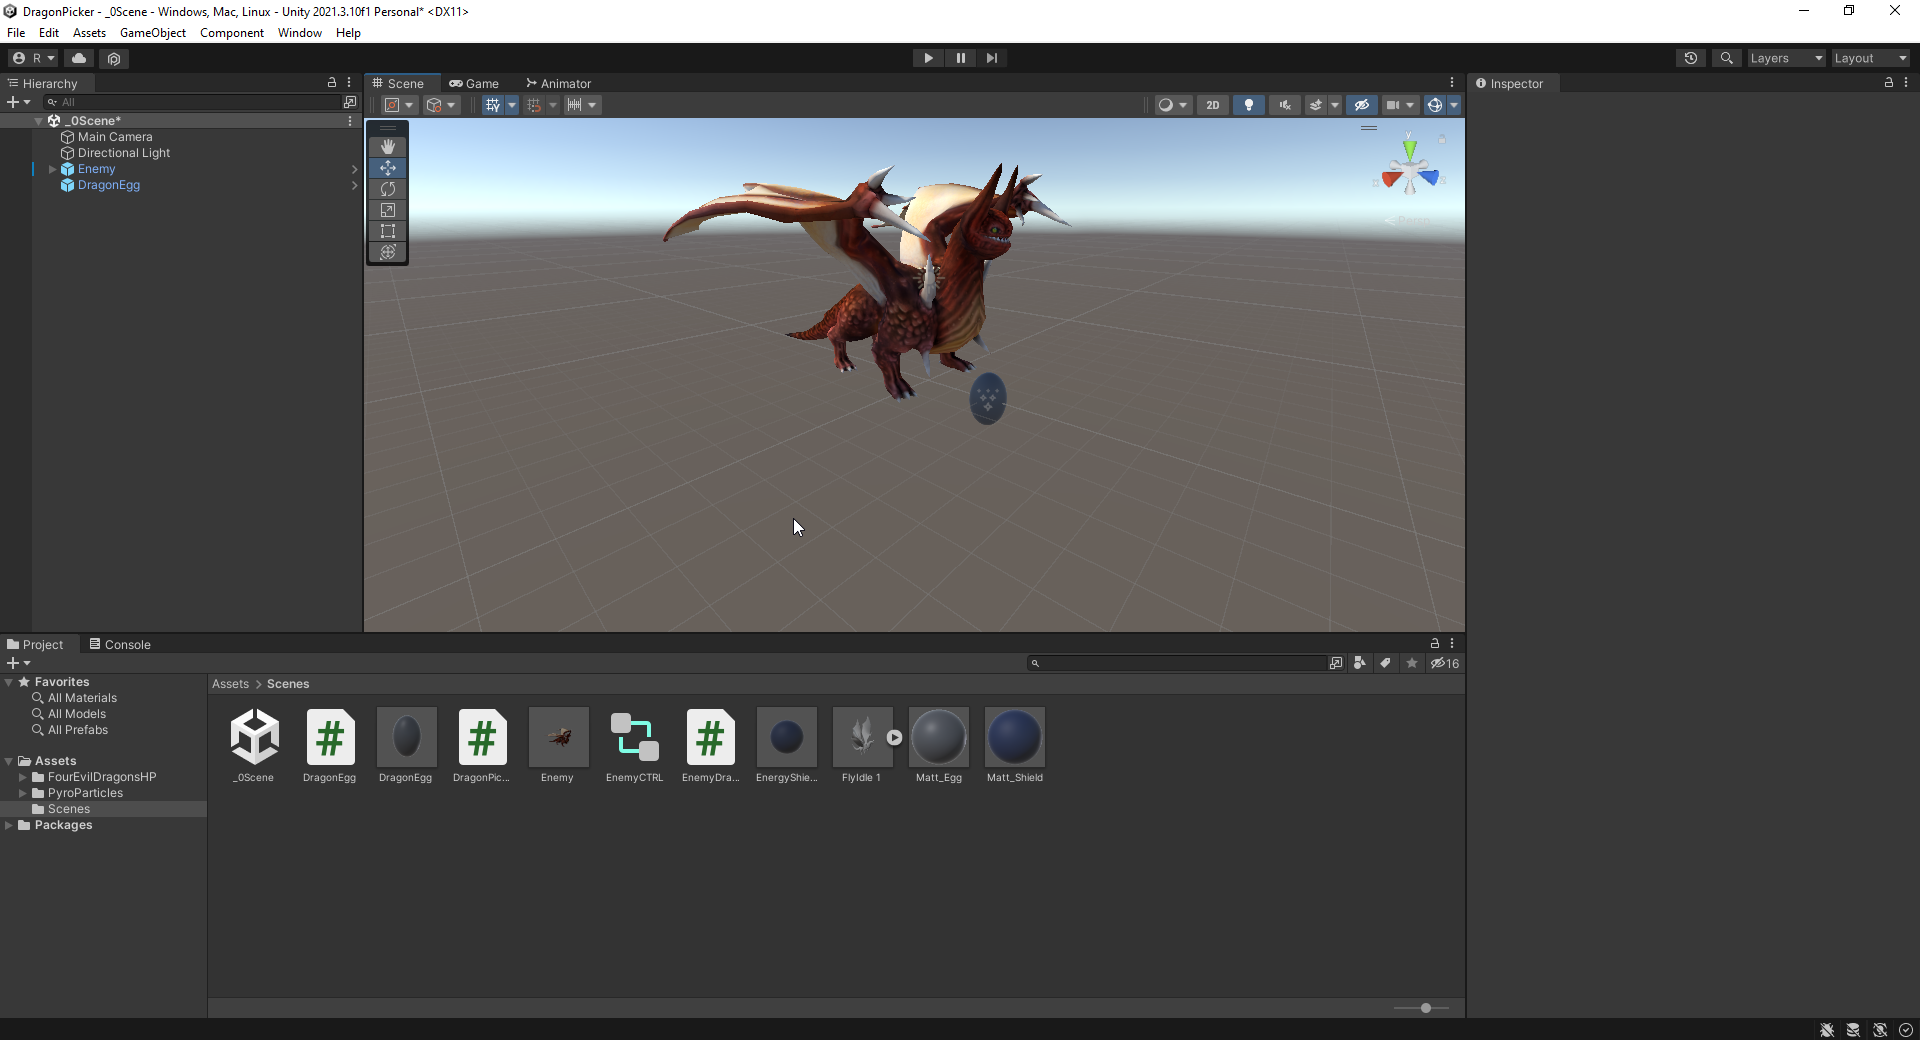 DragonPicker - _0Scene - Windows, Mac, Linux - Unity 2021.3.10f1 Personal* <DX11>
File Edit Assets GameObject Component Window Help
R
Layers
Layout
Hierarchy
All
_0Scene*
Main Camera
Directional Light
Enemy
DragonEgg
Scene
Game
Animator
2D
y
Persp
Inspector
Project
Console
16
Favorites
All Materials
All Models
All Prefabs
Assets
FourEvilDragonsHP
PyroParticles
Scenes
Packages
Assets > Scenes
_0Scene
DragonEgg
DragonEgg
DragonPic...
Enemy
EnemyCTRL
EnemyDra...
EnergyShie...
FlyIdle 1
Matt_Egg
Matt_Shield